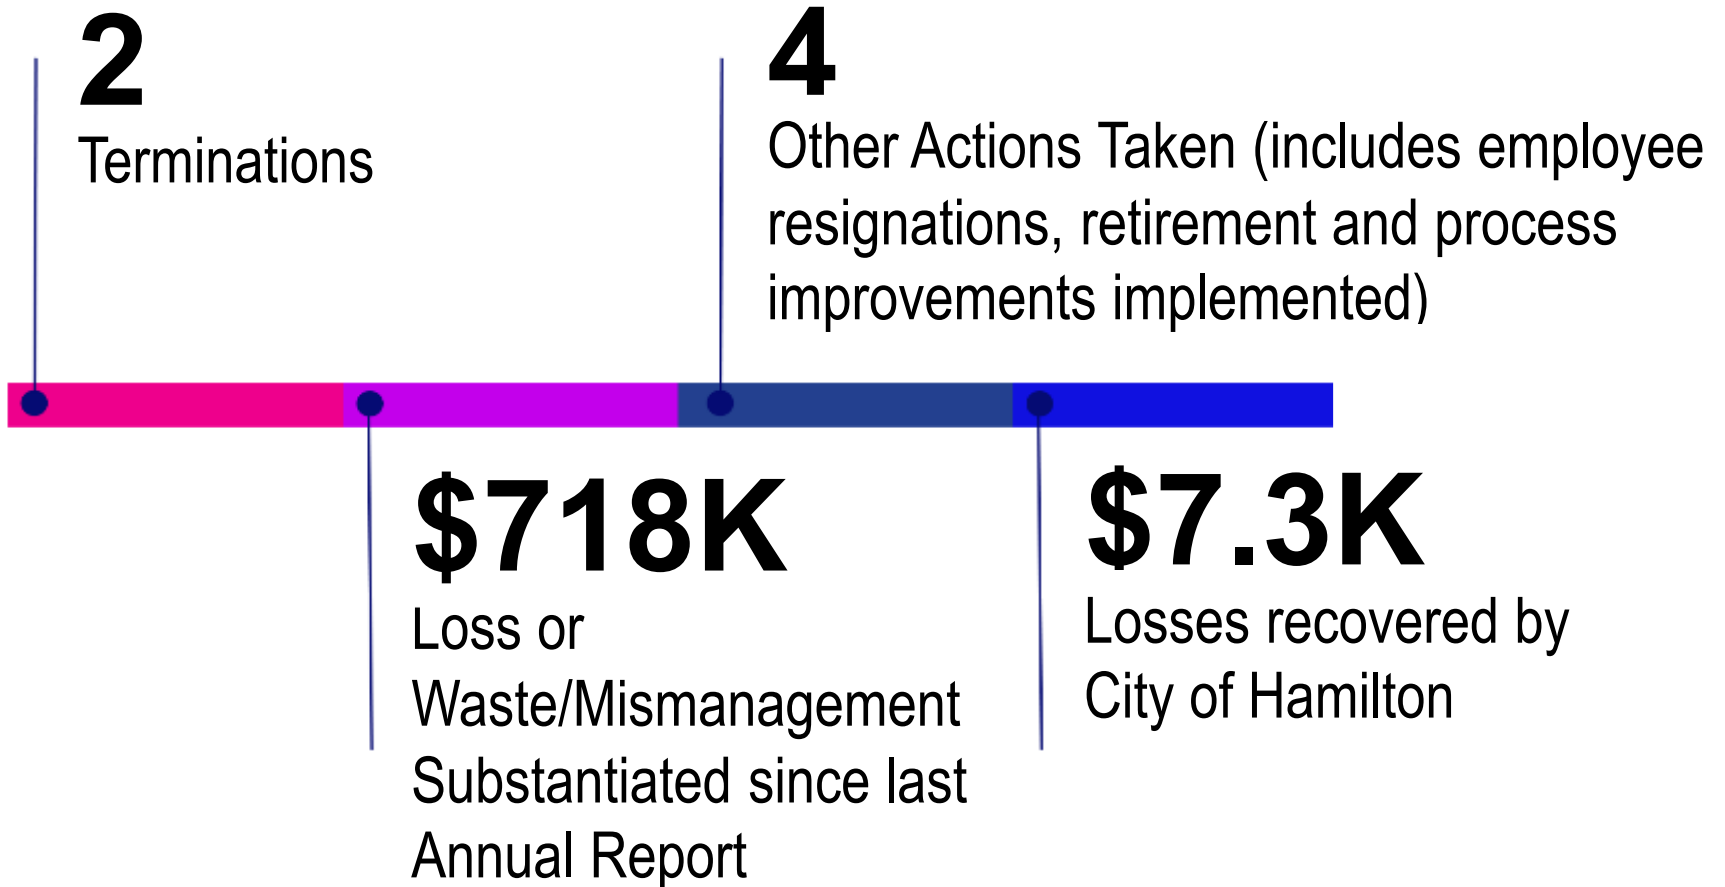 2
Terminations
$718K
Loss or
Waste/Mismanagement
Substantiated since last
Annual Report
4
Other Actions Taken (includes employee
resignations, retirement and process
improvements implemented)
$7.3K
Losses recovered by
City of Hamilton